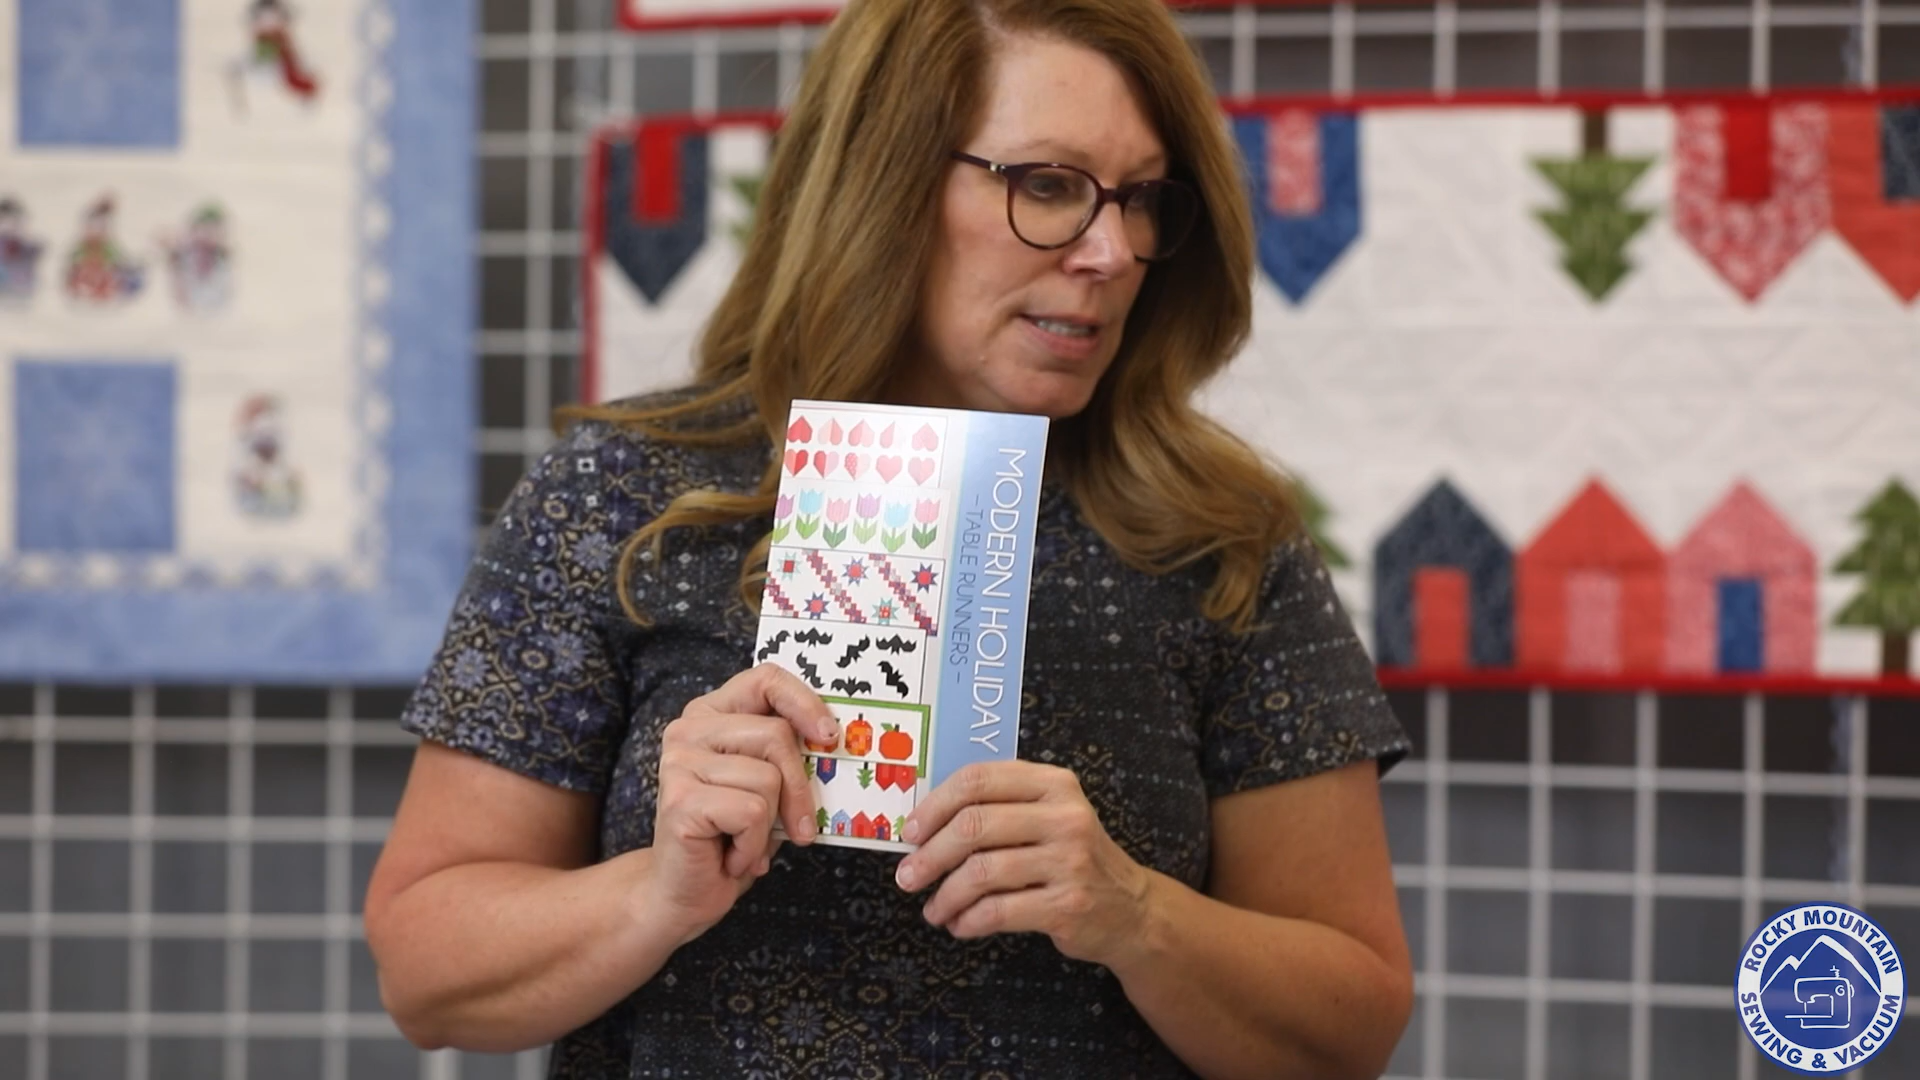 MODERN HOLIDAY
– TABLE RUNNERS –
ROCKY MOUNTAIN
SEWING & VACUUM